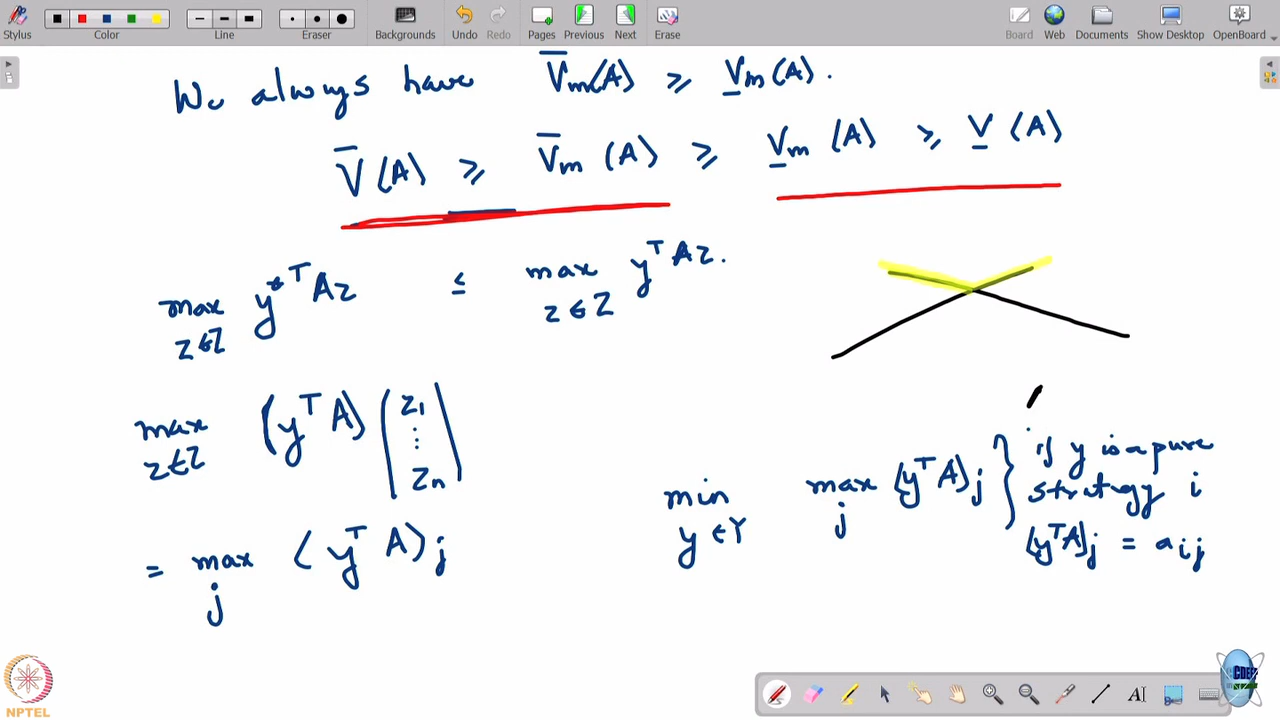 Stylus Color Line Eraser Backgrounds Undo Redo Pages Previous Next Erase Board Web Documents Show Desktop OpenBoard
We always have V̅m(A) ≥ V̲m(A).
V̅(A) ≥ V̅m(A) ≥ V̲m(A) ≥ V̲(A)
max z∈Z y*ᵀAz ≤ max z∈Z yᵀAz.
max z∈Z (yᵀA) (z1 ⋮ zn)
= max j (yᵀA)j
min y∈Y max j (yᵀA)j } if y is a pure
strategy i
(yᵀA)j = aij
NPTEL
CDEEP